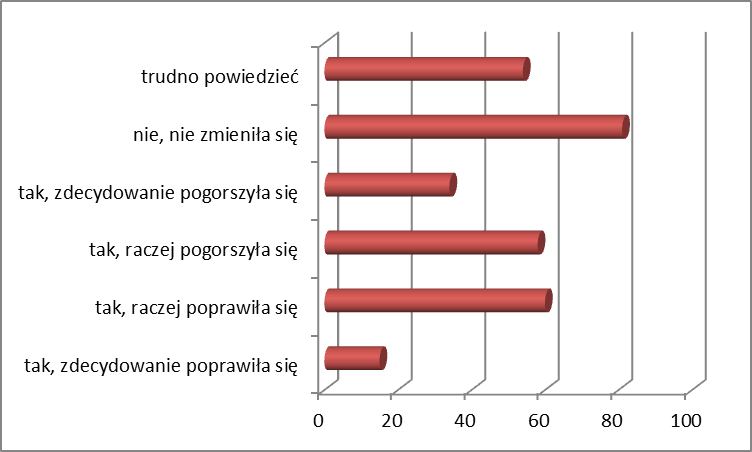 trudno powiedzieć
nie, nie zmieniła się
tak, zdecydowanie pogorszyła się
tak, raczej pogorszyła się
tak, raczej poprawiła się
tak, zdecydowanie poprawiła się
0 20 40 60 80 100